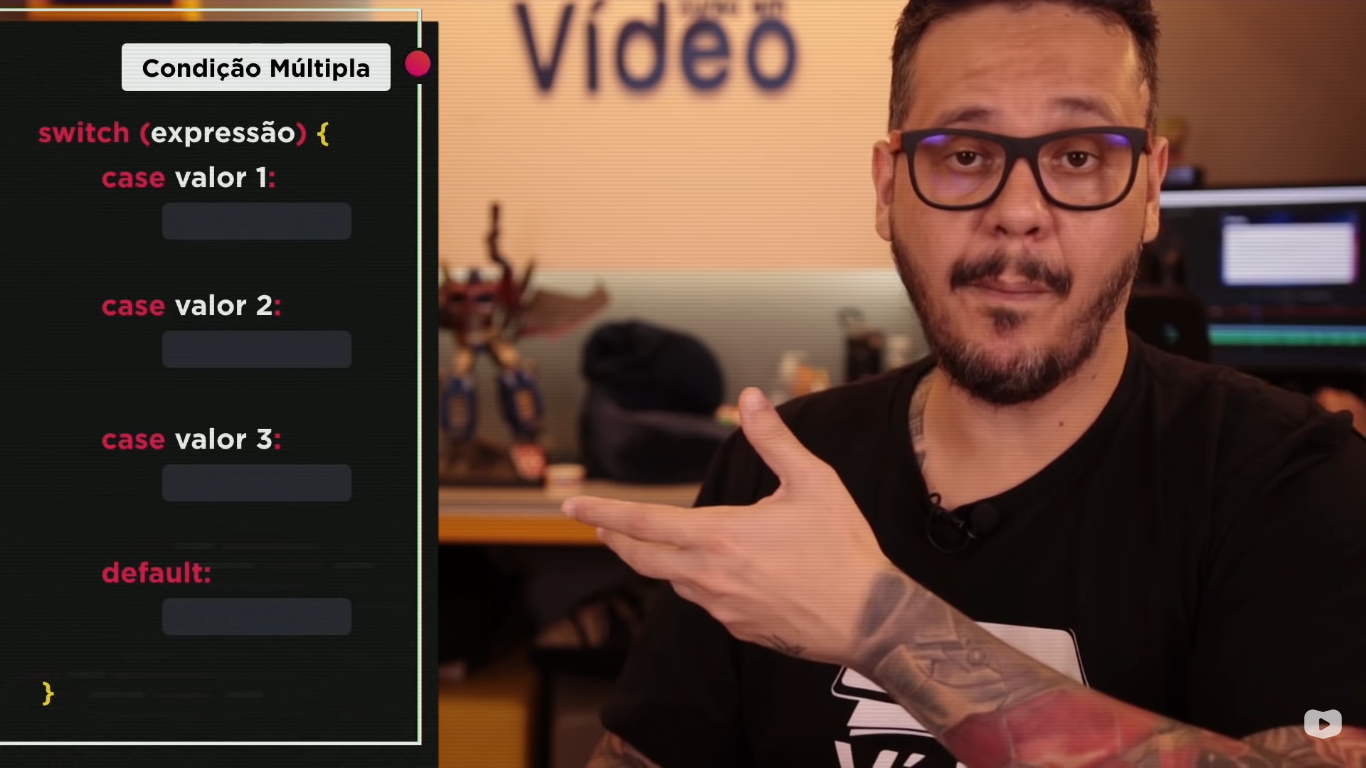 Condição Múltipla
switch (expressão) {
case valor 1:
case valor 2:
case valor 3:
default:
}
Vídeo